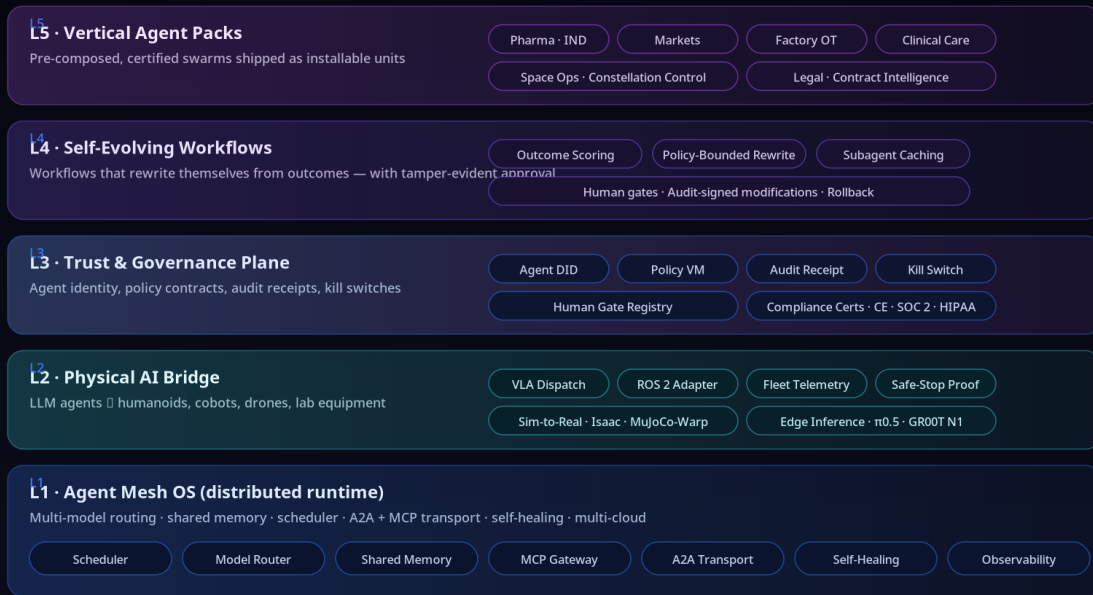 L5
L5 · Vertical Agent Packs
Pre-composed, certified swarms shipped as installable units
Pharma · IND
Markets
Factory OT
Clinical Care
Space Ops · Constellation Control
Legal · Contract Intelligence
L4
L4 · Self-Evolving Workflows
Workflows that rewrite themselves from outcomes — with tamper-evident approval
Outcome Scoring
Policy-Bounded Rewrite
Subagent Caching
Human gates · Audit-signed modifications · Rollback
L3
L3 · Trust & Governance Plane
Agent identity, policy contracts, audit receipts, kill switches
Agent DID
Policy VM
Audit Receipt
Kill Switch
Human Gate Registry
Compliance Certs · CE · SOC 2 · HIPAA
L2
L2 · Physical AI Bridge
LLM agents ▯ humanoids, cobots, drones, lab equipment
VLA Dispatch
ROS 2 Adapter
Fleet Telemetry
Safe-Stop Proof
Sim-to-Real · Isaac · MuJoCo-Warp
Edge Inference · π0.5 · GR00T N1
L1
L1 · Agent Mesh OS (distributed runtime)
Multi-model routing · shared memory · scheduler · A2A + MCP transport · self-healing · multi-cloud
Scheduler
Model Router
Shared Memory
MCP Gateway
A2A Transport
Self-Healing
Observability